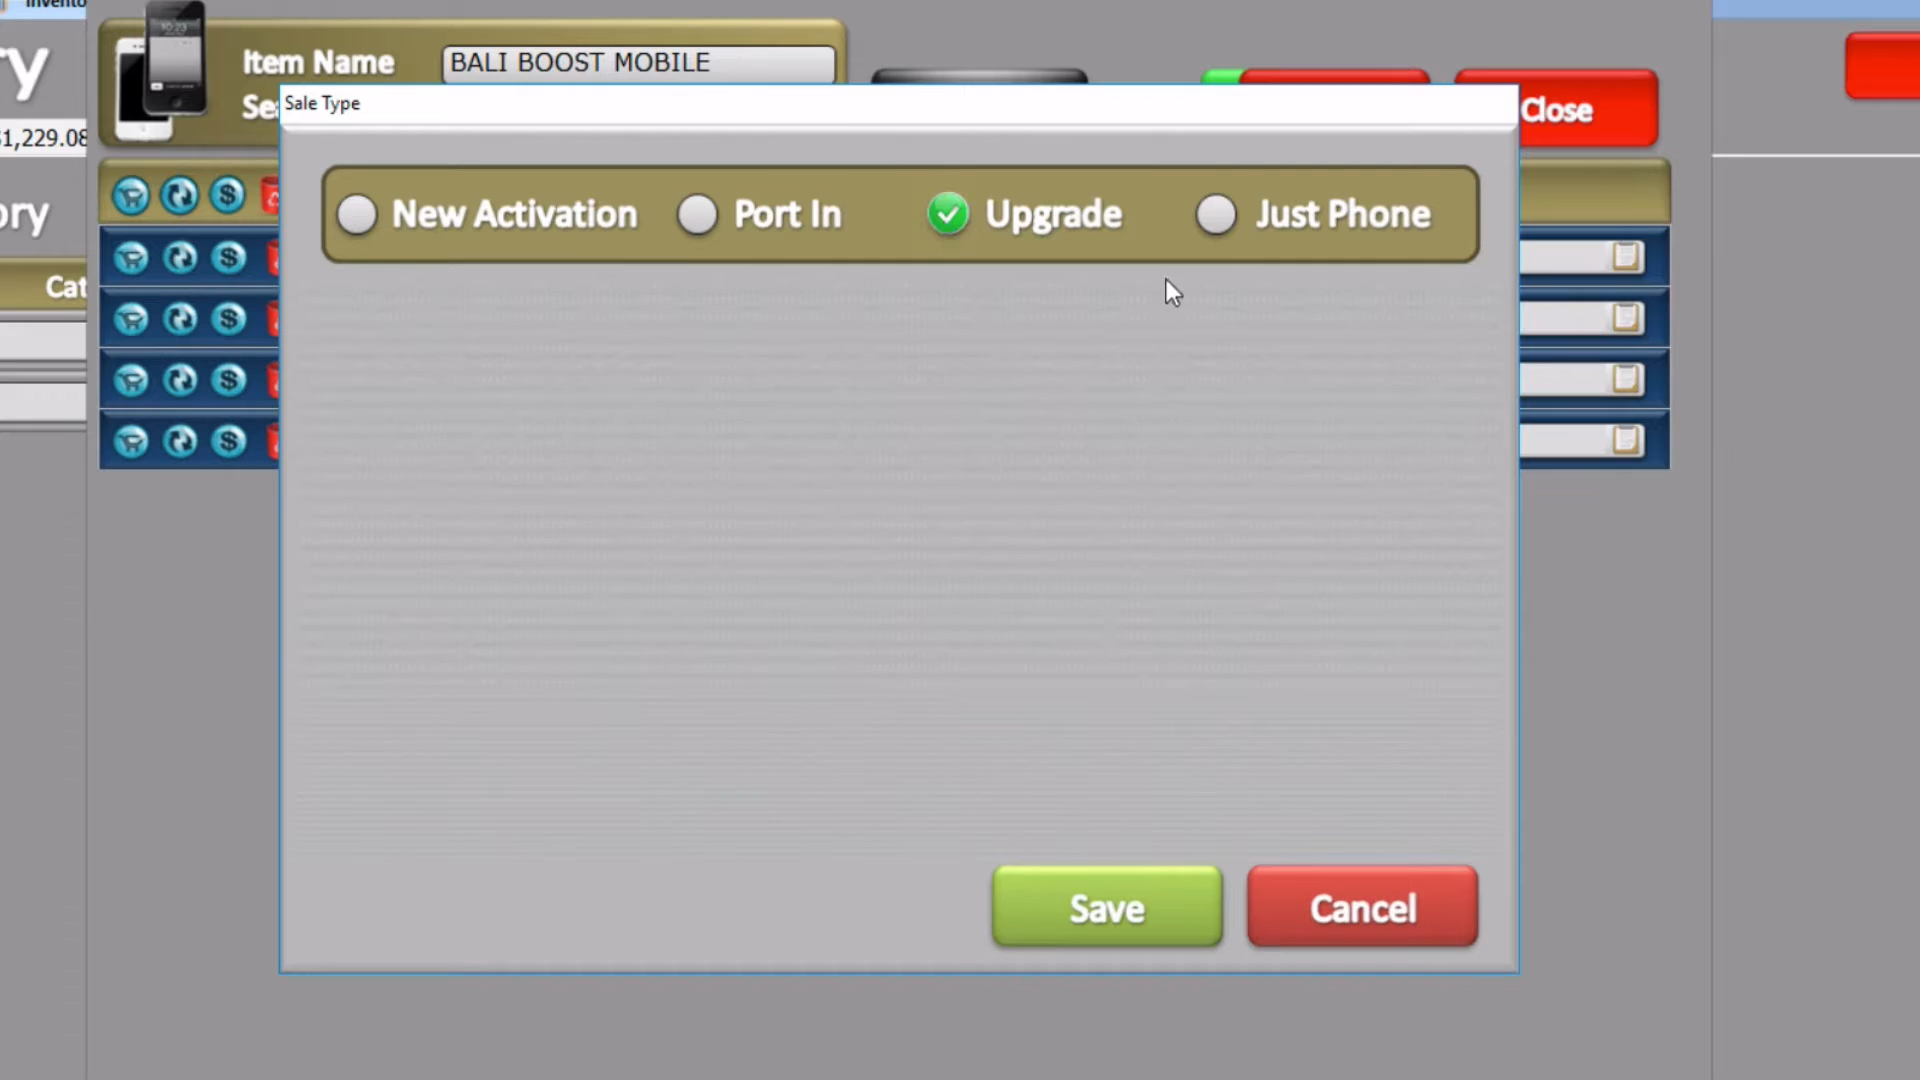 Invento
ry
Item Name BALI BOOST MOBILE
Se
Close
Sale Type
$1,229.08
New Activation Port In Upgrade Just Phone
ory
Cat
Save Cancel